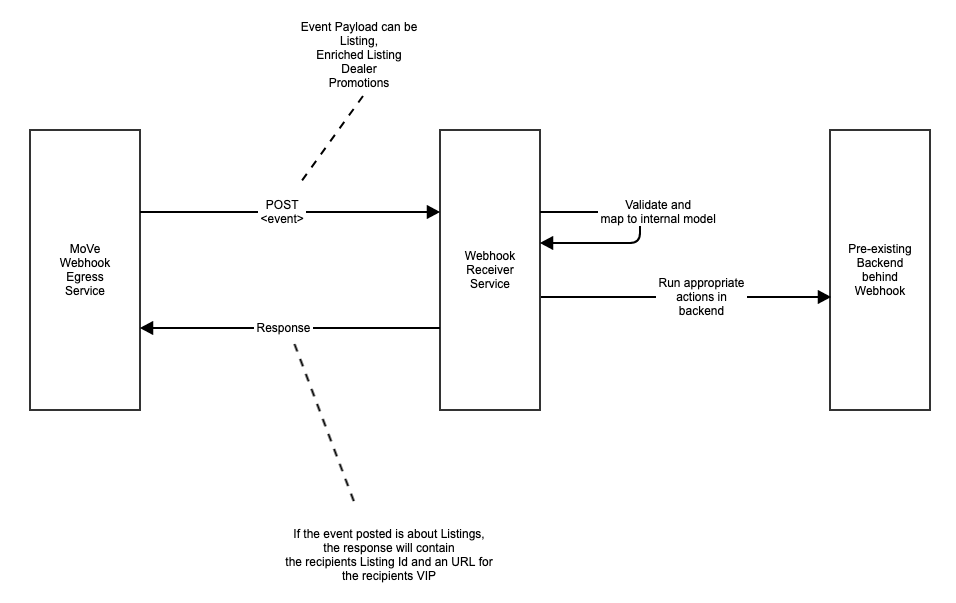 Event Payload can be
Listing,
Enriched Listing
Dealer
Promotions
MoVe
Webhook
Egress
Service
POST
<event>
Response
Webhook
Receiver
Service
Validate and
map to internal model
Run appropriate
actions in
backend
Pre-existing
Backend
behind
Webhook
If the event posted is about Listings,
the response will contain
the recipients Listing Id and an URL for
the recipients VIP